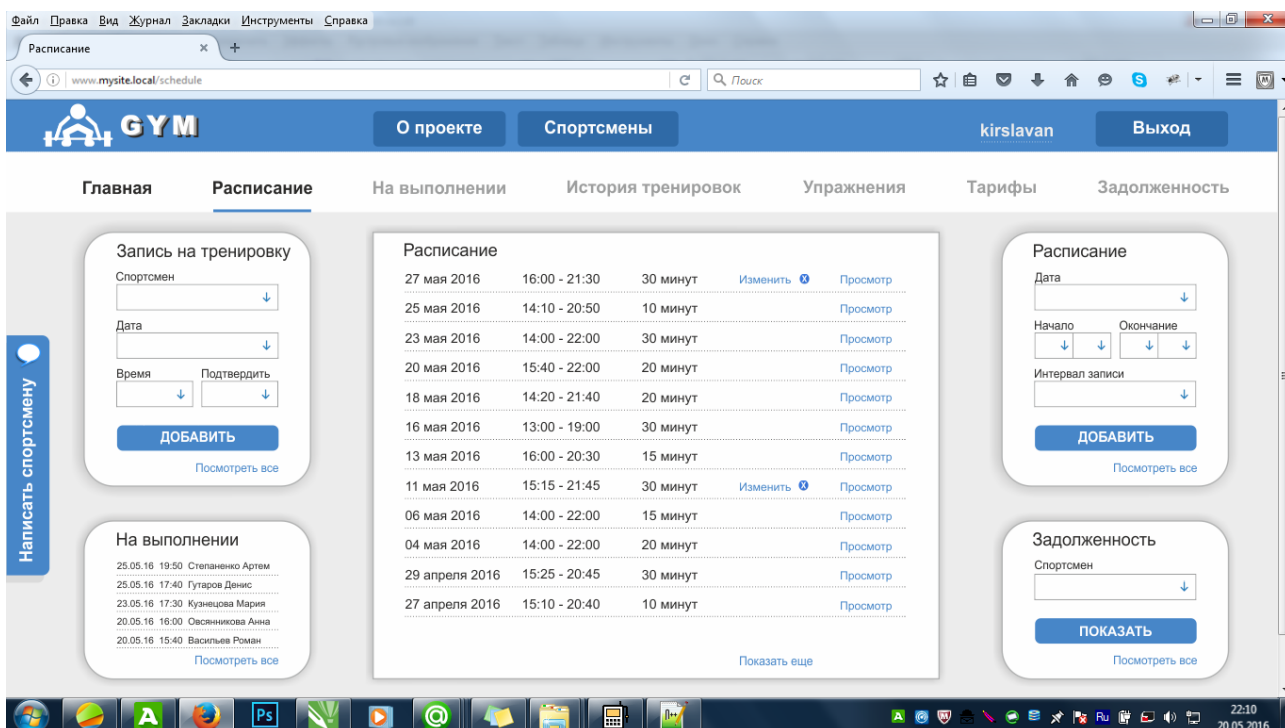 Файл Правка Вид Журнал Закладки Инструменты Справка
Расписание × +
www.mysite.local/schedule Поиск
GYM О проекте Спортсмены kirslavan Выход
Главная Расписание На выполнении История тренировок Упражнения Тарифы Задолженность
Написать спортсмену
Запись на тренировку
Спортсмен
Дата
Время Подтвердить
ДОБАВИТЬ
Посмотреть все
На выполнении
25.05.16 19:50 Степаненко Артем
25.05.16 17:40 Гутаров Денис
23.05.16 17:30 Кузнецова Мария
20.05.16 16:00 Овсянникова Анна
20.05.16 15:40 Васильев Роман
Посмотреть все
Расписание
27 мая 2016 16:00 - 21:30 30 минут Изменить x Просмотр
25 мая 2016 14:10 - 20:50 10 минут Просмотр
23 мая 2016 14:00 - 22:00 30 минут Просмотр
20 мая 2016 15:40 - 22:00 20 минут Просмотр
18 мая 2016 14:20 - 21:40 20 минут Просмотр
16 мая 2016 13:00 - 19:00 30 минут Просмотр
13 мая 2016 16:00 - 20:30 15 минут Просмотр
11 мая 2016 15:15 - 21:45 30 минут Изменить x Просмотр
06 мая 2016 14:00 - 22:00 15 минут Просмотр
04 мая 2016 14:00 - 22:00 20 минут Просмотр
29 апреля 2016 15:25 - 20:45 30 минут Просмотр
27 апреля 2016 15:10 - 20:40 10 минут Просмотр
Показать еще
Расписание
Дата
Начало Окончание
Интервал записи
ДОБАВИТЬ
Посмотреть все
Задолженность
Спортсмен
ПОКАЗАТЬ
Посмотреть все
Ps Ru 22:10
20.05.2016